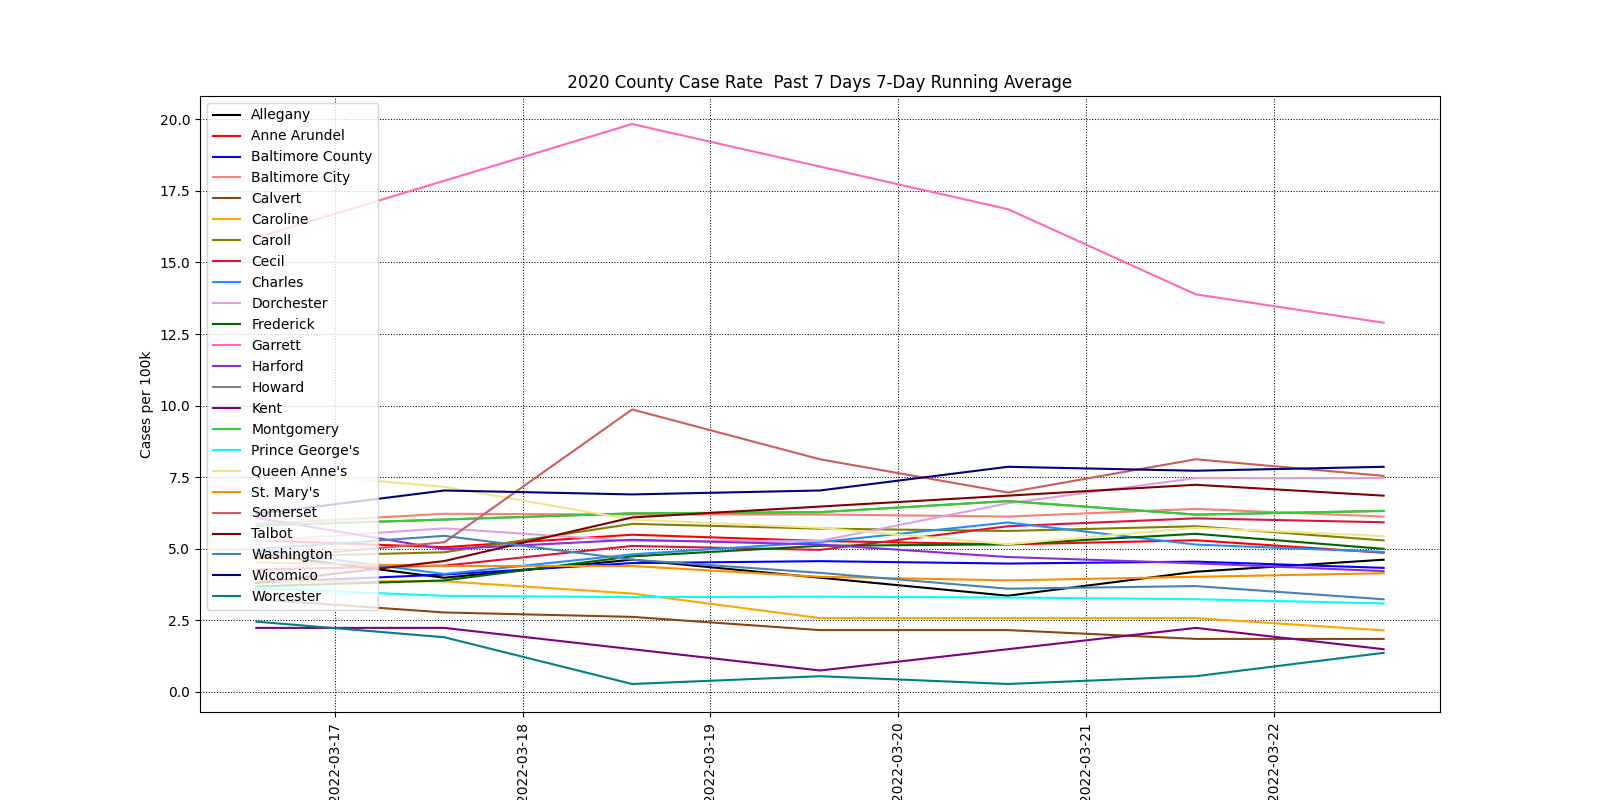 2020 County Case Rate  Past 7 Days 7-Day Running Average
Cases per 100k
20.0
17.5
15.0
12.5
10.0
7.5
5.0
2.5
0.0
Allegany
Anne Arundel
Baltimore County
Baltimore City
Calvert
Caroline
Caroll
Cecil
Charles
Dorchester
Frederick
Garrett
Harford
Howard
Kent
Montgomery
Prince George's
Queen Anne's
St. Mary's
Somerset
Talbot
Washington
Wicomico
Worcester
2022-03-17
2022-03-18
2022-03-19
2022-03-20
2022-03-21
2022-03-22